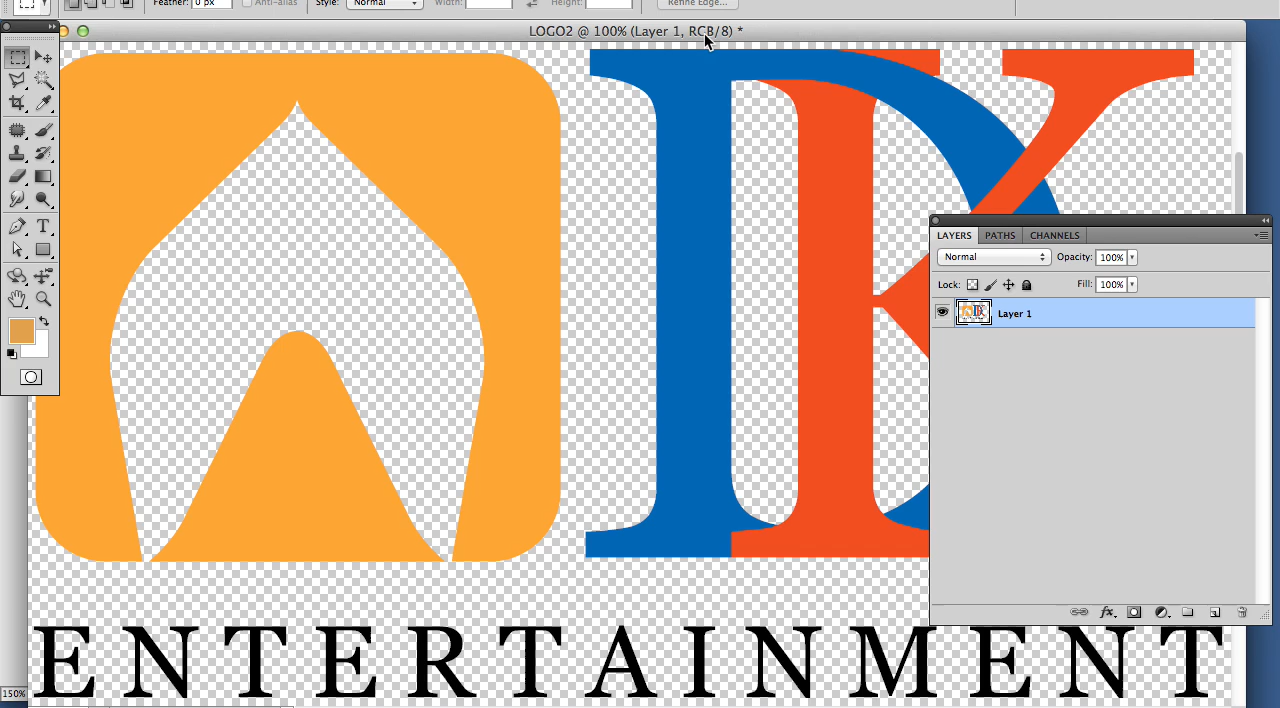 Feather: 0 px Anti-alias Style: Normal Width: Height: Refine Edge...
LOGO2 @ 100% (Layer 1, RGB/8) *
DK
LAYERS PATHS CHANNELS
Normal Opacity: 100%
Lock: Fill: 100%
Layer 1
ENTERTAINMENT
150%